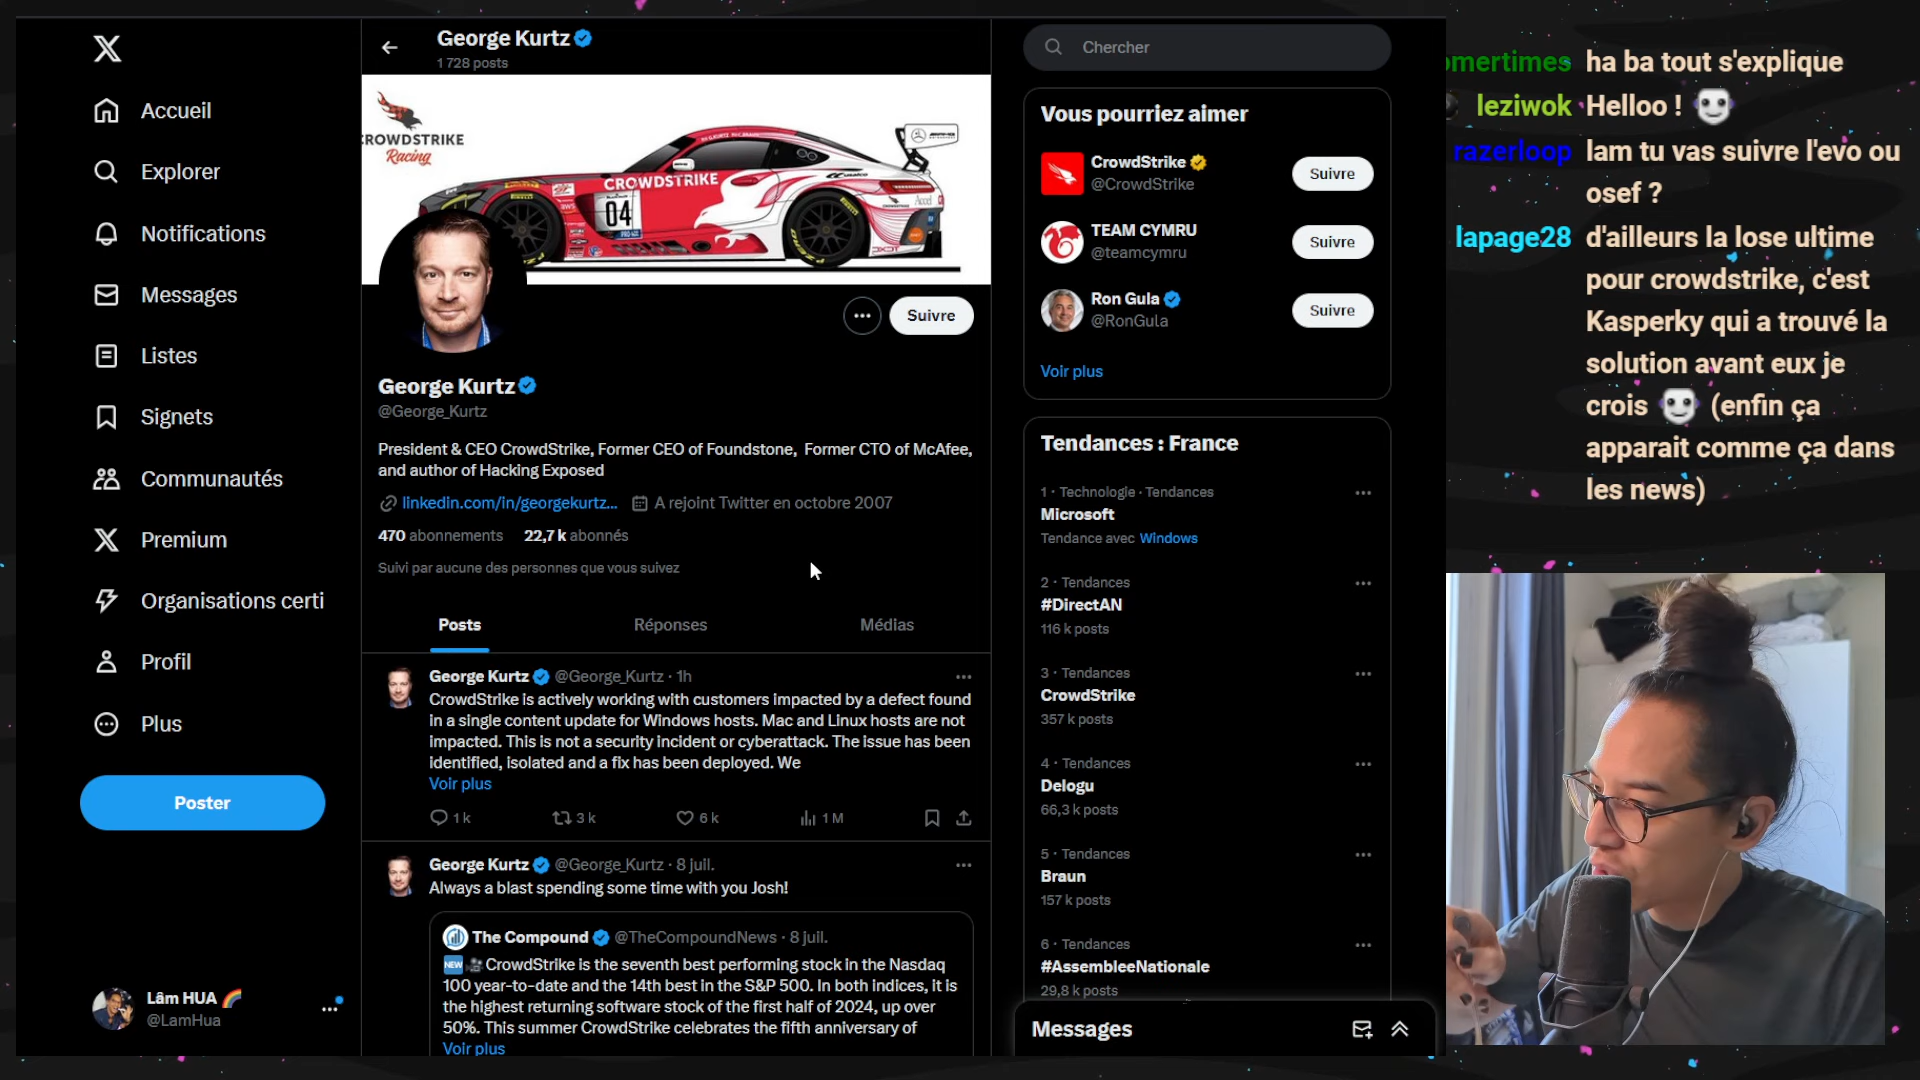 Accueil
Explorer
Notifications
Messages
Listes
Signets
Communautés
Premium
Organisations certi
Profil
Plus
Poster
Lâm HUA
@LamHua
George Kurtz
1 728 posts
CROWDSTRIKE
Racing
CROWDSTRIKE
04
George Kurtz
@George_Kurtz
Suivre
President & CEO CrowdStrike, Former CEO of Foundstone, Former CTO of McAfee,
and author of Hacking Exposed
linkedin.com/in/georgekurtz... A rejoint Twitter en octobre 2007
470 abonnements 22,7 k abonnés
Suivi par aucune des personnes que vous suivez
Posts Réponses Médias
George Kurtz @George_Kurtz · 1h
CrowdStrike is actively working with customers impacted by a defect found
in a single content update for Windows hosts. Mac and Linux hosts are not
impacted. This is not a security incident or cyberattack. The issue has been
identified, isolated and a fix has been deployed. We
Voir plus
1 k 3 k 6 k 1 M
George Kurtz @George_Kurtz · 8 juil.
Always a blast spending some time with you Josh!
The Compound @TheCompoundNews · 8 juil.
NEW CrowdStrike is the seventh best performing stock in the Nasdaq
100 year-to-date and the 14th best in the S&P 500. In both indices, it is
the highest returning software stock of the first half of 2024, up over
50%. This summer CrowdStrike celebrates the fifth anniversary of
Voir plus
Chercher
Vous pourriez aimer
CrowdStrike
@CrowdStrike
Suivre
TEAM CYMRU
@teamcymru
Suivre
Ron Gula
@RonGula
Suivre
Voir plus
Tendances : France
1 · Technologie · Tendances
Microsoft
Tendance avec Windows
2 · Tendances
#DirectAN
116 k posts
3 · Tendances
CrowdStrike
357 k posts
4 · Tendances
Delogu
66,3 k posts
5 · Tendances
Braun
157 k posts
6 · Tendances
#AssembleeNationale
29,8 k posts
Messages
omertimes ha ba tout s'explique
leziwok Helloo !
razerloop lam tu vas suivre l'evo ou
osef ?
lapage28 d'ailleurs la lose ultime
pour crowdstrike, c'est
Kasperky qui a trouvé la
solution avant eux je
crois (enfin ça
apparait comme ça dans
les news)